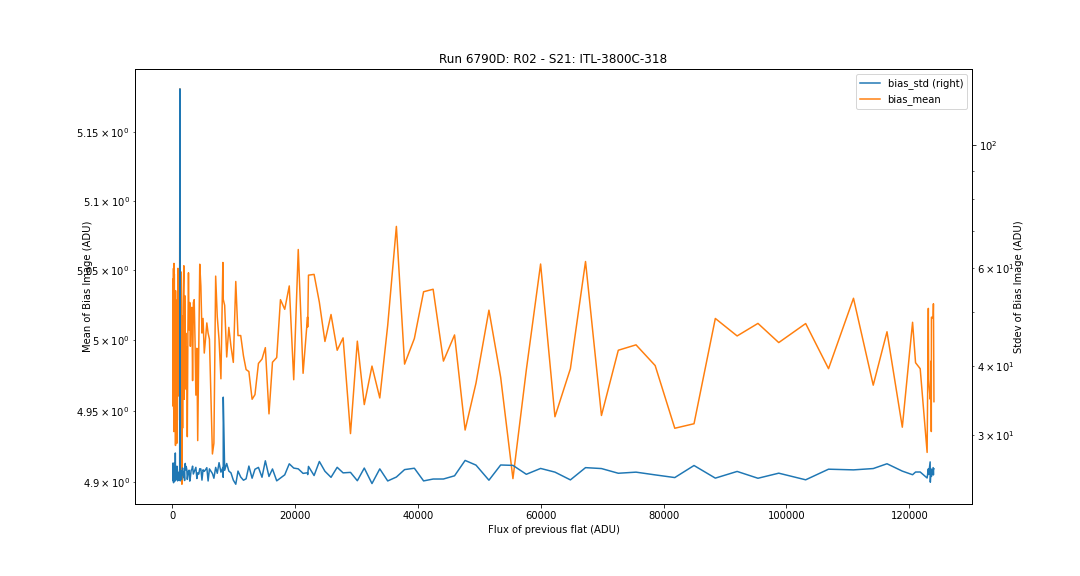 Run 6790D: R02 - S21: ITL-3800C-318
bias_std (right)
bias_mean
5.15 × 10⁰
5.1 × 10⁰
5.05 × 10⁰
5 × 10⁰
4.95 × 10⁰
4.9 × 10⁰
Mean of Bias Image (ADU)
10²
6 × 10¹
4 × 10¹
3 × 10¹
Stdev of Bias Image (ADU)
0 20000 40000 60000 80000 100000 120000
Flux of previous flat (ADU)